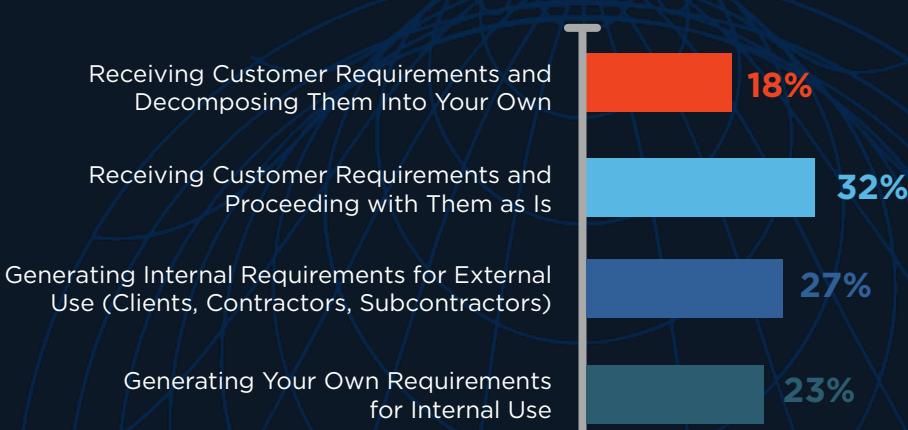 Receiving Customer Requirements and
Decomposing Them Into Your Own
18%
Receiving Customer Requirements and
Proceeding with Them as Is
32%
Generating Internal Requirements for External
Use (Clients, Contractors, Subcontractors)
27%
Generating Your Own Requirements
for Internal Use
23%